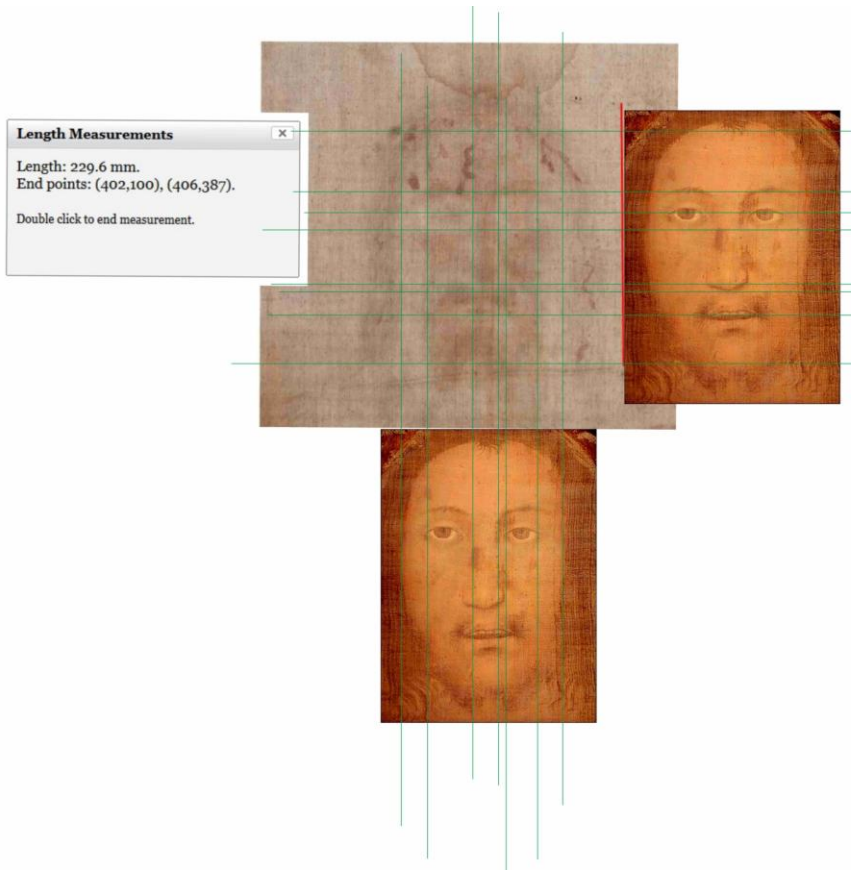 Length Measurements
Length: 229.6 mm.
End points: (402,100), (406,387).
Double click to end measurement.